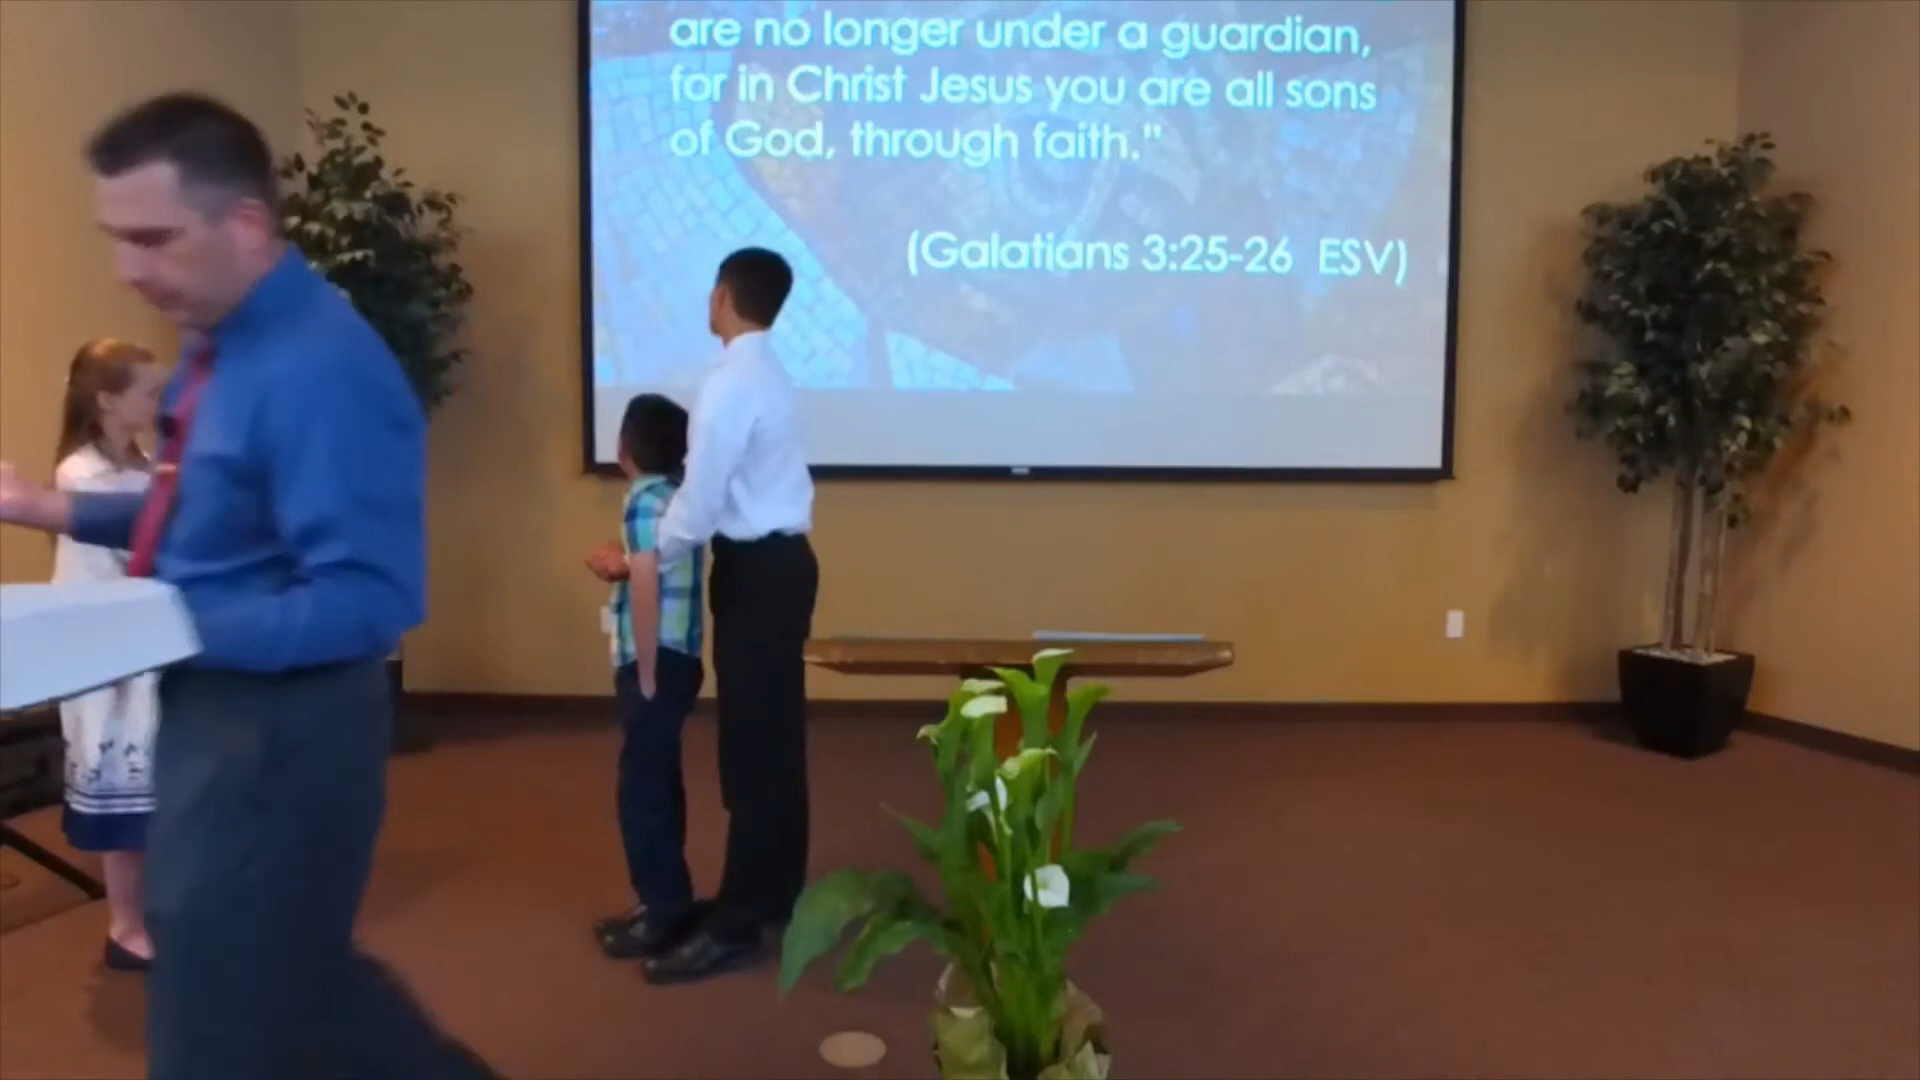 are no longer under a guardian,
for in Christ Jesus you are all sons
of God, through faith."
(Galatians 3:25-26 ESV)